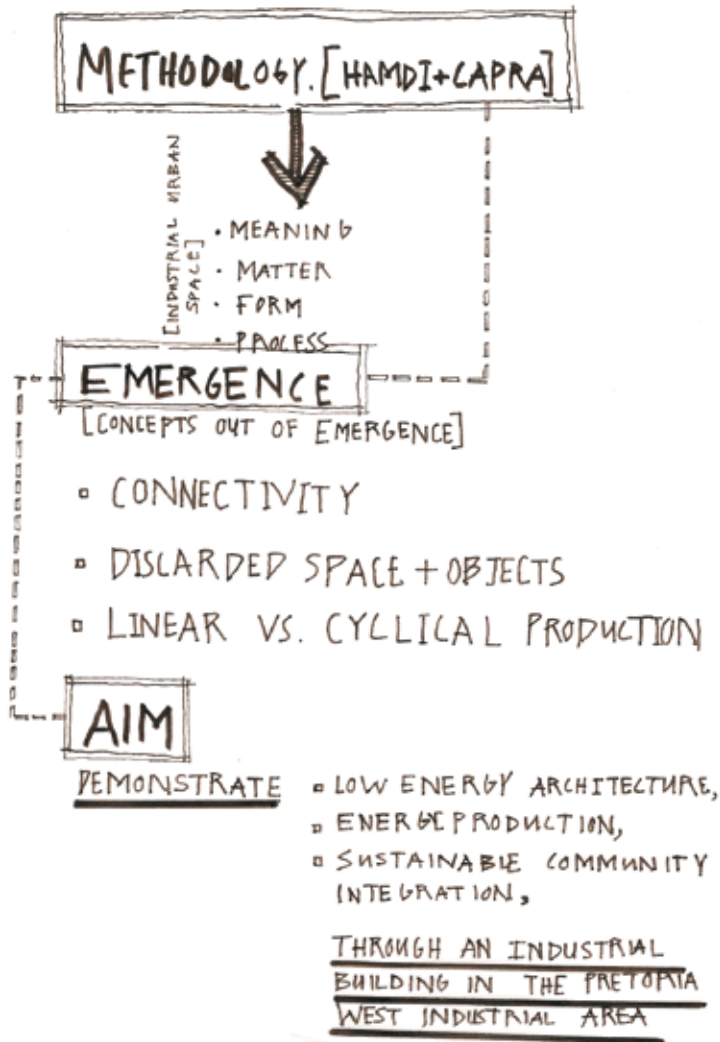 METHODOLOGY. [HAMDI+CAPRA]
[INDUSTRIAL URBAN
SPACE]
· MEANING
· MATTER
· FORM
· PROCESS
EMERGENCE
[CONCEPTS OUT OF EMERGENCE]
▫ CONNECTIVITY
▫ DISCARDED SPACE + OBJECTS
▫ LINEAR VS. CYCLICAL PRODUCTION
AIM
DEMONSTRATE ▫ LOW ENERGY ARCHITECTURE,
▫ ENERGY PRODUCTION,
▫ SUSTAINABLE COMMUNITY
INTEGRATION,
THROUGH AN INDUSTRIAL
BUILDING IN THE PRETORIA
WEST INDUSTRIAL AREA